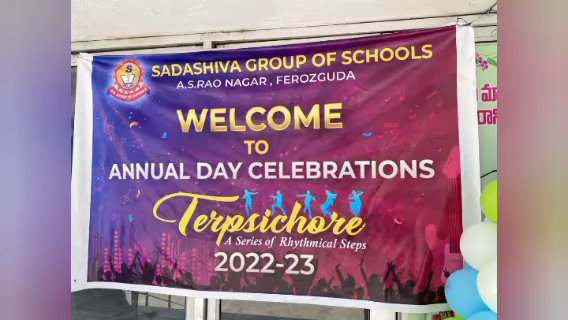 SADASHIVA GROUP OF SCHOOLS
A.S.RAO NAGAR , FEROZGUDA
WELCOME
TO
ANNUAL DAY CELEBRATIONS
Terpsichore
A Series of Rhythmical Steps
2022-23